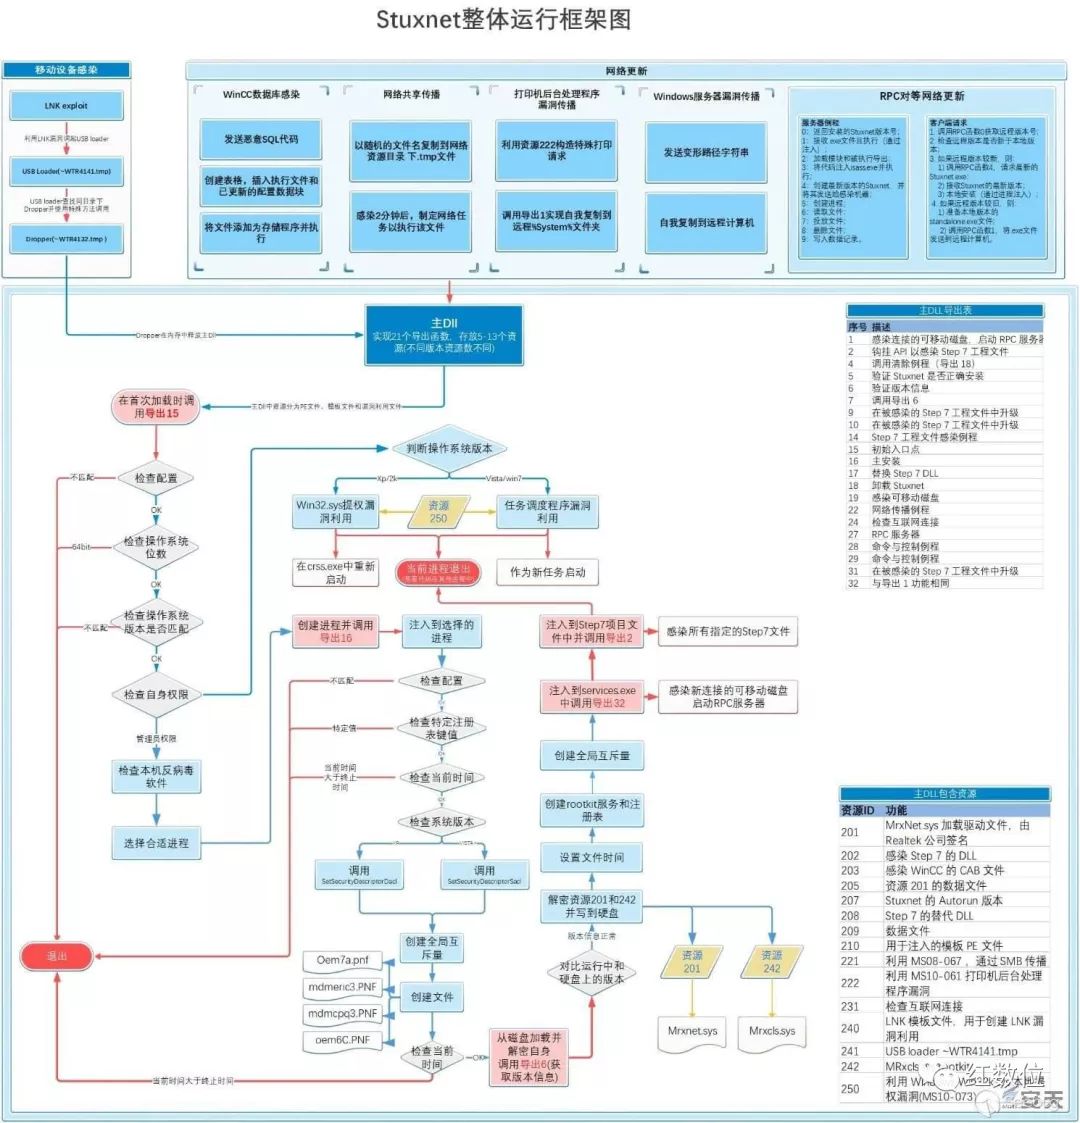 Stuxnet整体运行框架图
移动设备感染
LNK exploit
USB loader
USB Loader(~WTR4141.tmp)
USB loader查找同目录下
Dropper并使用特殊方法调用
Dropper(~WTR4132.tmp )
网络更新
WinCC数据库感染
发送恶意SQL代码
创建表格，插入执行文件和
已更新的配置数据块
将文件添加为存储程序并执
行
网络共享传播
以随机的文件名复制到网络
资源目录 下.tmp文件
感染2分钟后，制定网络任
务以执行该文件
打印机后台处理程序
漏洞传播
利用资源222构造特殊打印
请求
调用导出1实现自我复制到
远程%System%文件夹
Windows服务器漏洞传播
发送变形路径字符串
自我复制到远程计算机
RPC对等网络更新
服务器例程
0：返回安装的Stuxnet版本号;
1：接收.exe文件且执行（通过
注入）;
2：加载模块和被执行导出;
3：将代码注入lsass.exe并执
行;
4：创建最新版本的Stuxnet，并
将其发送给感染机器;
5：创建进程;
6：读取文件;
7：投放文件;
8：删除文件;
9：写入数据记录。
客户端请求
1. 调用RPC函数0获取远程版本号;
2. 检查远程版本是否新于本地版
本;
3. 如果远程版本较新，则:
1) 调用RPC函数4，请求最新的
Stuxnet.exe;
2) 接收Stuxnet的最新版本;
3) 本地安装（通过进程注入）;
4. 如果远程版本较旧，则:
1) 准备本地版本的
standalone.exe文件;
2) 调用RPC函数1，将.exe文件
发送到远程计算机。
Dropper在内存中释放主Dll
主Dll
实现21个导出函数，存放5-13个资
源(不同版本资源数不同)
主Dll中资源分为PE文件、模板文件和漏洞利用文件
在首次加载时调
用导出15
检查配置
不匹配
OK
检查操作系统
位数
64bit
OK
检查操作系统
版本是否匹配
不匹配
OK
检查自身权限
管理员权限
检查本机反病毒
软件
选择合适进程
退出
判断操作系统版本
Xp/2k
Vista/win7
Win32.sys提权漏
洞利用
资源
250
任务调度程序漏洞
利用
在crss.exe中重新
启动
当前进程退出
作为新任务启动
创建进程并调用
导出16
注入到选择的
进程
检查配置
不匹配
OK
检查特定注册
表键值
特定值
OK
检查当前时间
当前时间
大于终止
时间
OK
检查系统版本
XP
VISTA
调用
SetSecurityDescriptorDacl
调用
SetSecurityDescriptorSacl
创建全局互
斥量
创建文件
Oem7a.pnf
mdmeric3.PNF
mdmcpq3.PNF
oem6C.PNF
检查当前
时间
OK
当前时间大于终止时间
从磁盘加载并
解密自身
调用导出6(获
取版本信息)
对比运行中和
硬盘上的版本
版本信息正常
解密资源201和242
并写到硬盘
设置文件时间
创建rootkit服务和注
册表
创建全局互斥量
注入到services.exe
中调用导出32
感染新连接的可移动磁盘
启动RPC服务器
注入到Step7项目文
件中并调用导出2
感染所有指定的Step7文件
资源
201
资源
242
Mrxnet.sys
Mrxcls.sys
主DLL导出表
序号 描述
1 感染连接的可移动磁盘，启动 RPC 服务器
2 钩挂 API 以感染 Step 7 工程文件
4 调用清除例程（导出 18）
5 验证 Stuxnet 是否正确安装
6 验证版本信息
7 调用导出 6
9 在被感染的 Step 7 工程文件中升级
10 在被感染的 Step 7 工程文件中升级
14 Step 7 工程文件感染例程
15 初始入口点
16 主安装
17 替换 Step 7 DLL
18 卸载 Stuxnet
19 感染可移动磁盘
22 网络传播例程
24 检查互联网连接
27 RPC 服务器
28 命令与控制例程
29 命令与控制例程
31 在被感染的 Step 7 工程文件中升级
32 与导出 1 功能相同
主DLL包含资源
资源ID 功能
201 MrxNet.sys 加载驱动文件，由
Realtek 公司签名
202 感染 Step 7 的 DLL
203 感染 WinCC 的 CAB 文件
205 资源 201 的数据文件
207 Stuxnet 的 Autorun 版本
208 Step 7 的替代 DLL
209 数据文件
210 用于注入的模板 PE 文件
221 利用 MS08-067 ，通过 SMB 传播
222 利用 MS10-061 打印机后台处理
程序漏洞
231 检查互联网连接
240 LNK 模板文件，用于创建 LNK 漏
洞利用
241 USB loader ~WTR4141.tmp
242 MRxcls
250 利用
权漏洞(MS10-073)
红数位
安天